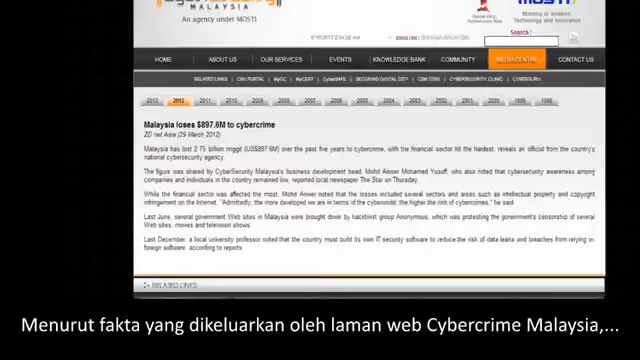 MALAYSIA
An agency under MOSTI
MOSTI
Ministry of Science,
Technology and Innovation
Search
ENGLISH | BAHASA MALAYSIA
HOME ABOUT US OUR SERVICES EVENTS KNOWLEDGE BANK COMMUNITY MEDIA CENTRE CONTACT US
RELATED LINKS | CNII PORTAL | MyCC | MyCERT | CyberSAFE | SECURING DIGITAL CITY | CSM STAR | CYBERSECURITY CLINIC | CYBERGURU
2013 2012 2011 2010 2009 2008 2007 2006 2005 2004 2003 2002 2001 2000 1999 1998
Malaysia loses $897.6M to cybercrime
ZD net Asia (29 March 2012)
Malaysia has lost 2.75 billion ringgit (US$897.6M) over the past five years to cybercrime, with the financial sector hit the hardest, reveals an official from the country's
national cybersecurity agency.
The figure was shared by CyberSecurity Malaysia's business development head, Mohd Anwer Mohamed Yusoff, who also noted that cybersecurity awareness among
companies and individuals in the country remained low, reported local newspaper The Star on Thursday.
While the financial sector was affected the most, Mohd Anwer noted that the losses included several sectors and areas such as intellectual property and copyright
infringement on the Internet. "Admittedly, the more developed we are in terms of the cyberworld, the higher the risk of cybercrimes," he said.
Last June, several government Web sites in Malaysia were brought down by hacktivist group Anonymous, which was protesting the government's censorship of several
Web sites, movies and television shows.
Last December, a local university professor noted that the country must build its own IT security software to reduce the risk of data leaks and breaches from relying on
foreign software, according to reports.
RELATED LINKS
Menurut fakta yang dikeluarkan oleh laman web Cybercrime Malaysia,...